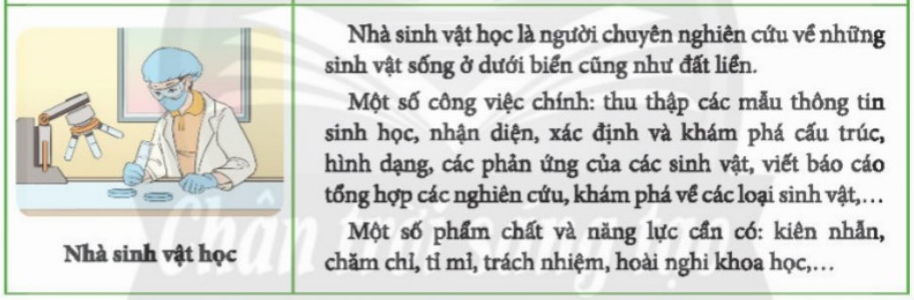 Nhà sinh vật học là người chuyên nghiên cứu về những
sinh vật sống ở dưới biển cũng như đất liền.
Một số công việc chính: thu thập các mẫu thông tin
sinh học, nhận diện, xác định và khám phá cấu trúc,
hình dạng, các phản ứng của các sinh vật, viết báo cáo
tổng hợp các nghiên cứu, khám phá về các loại sinh vật,…
Một số phẩm chất và năng lực cần có: kiên nhẫn,
chăm chỉ, tỉ mỉ, trách nhiệm, hoài nghi khoa học,…
Nhà sinh vật học
Chân trời sáng tạo